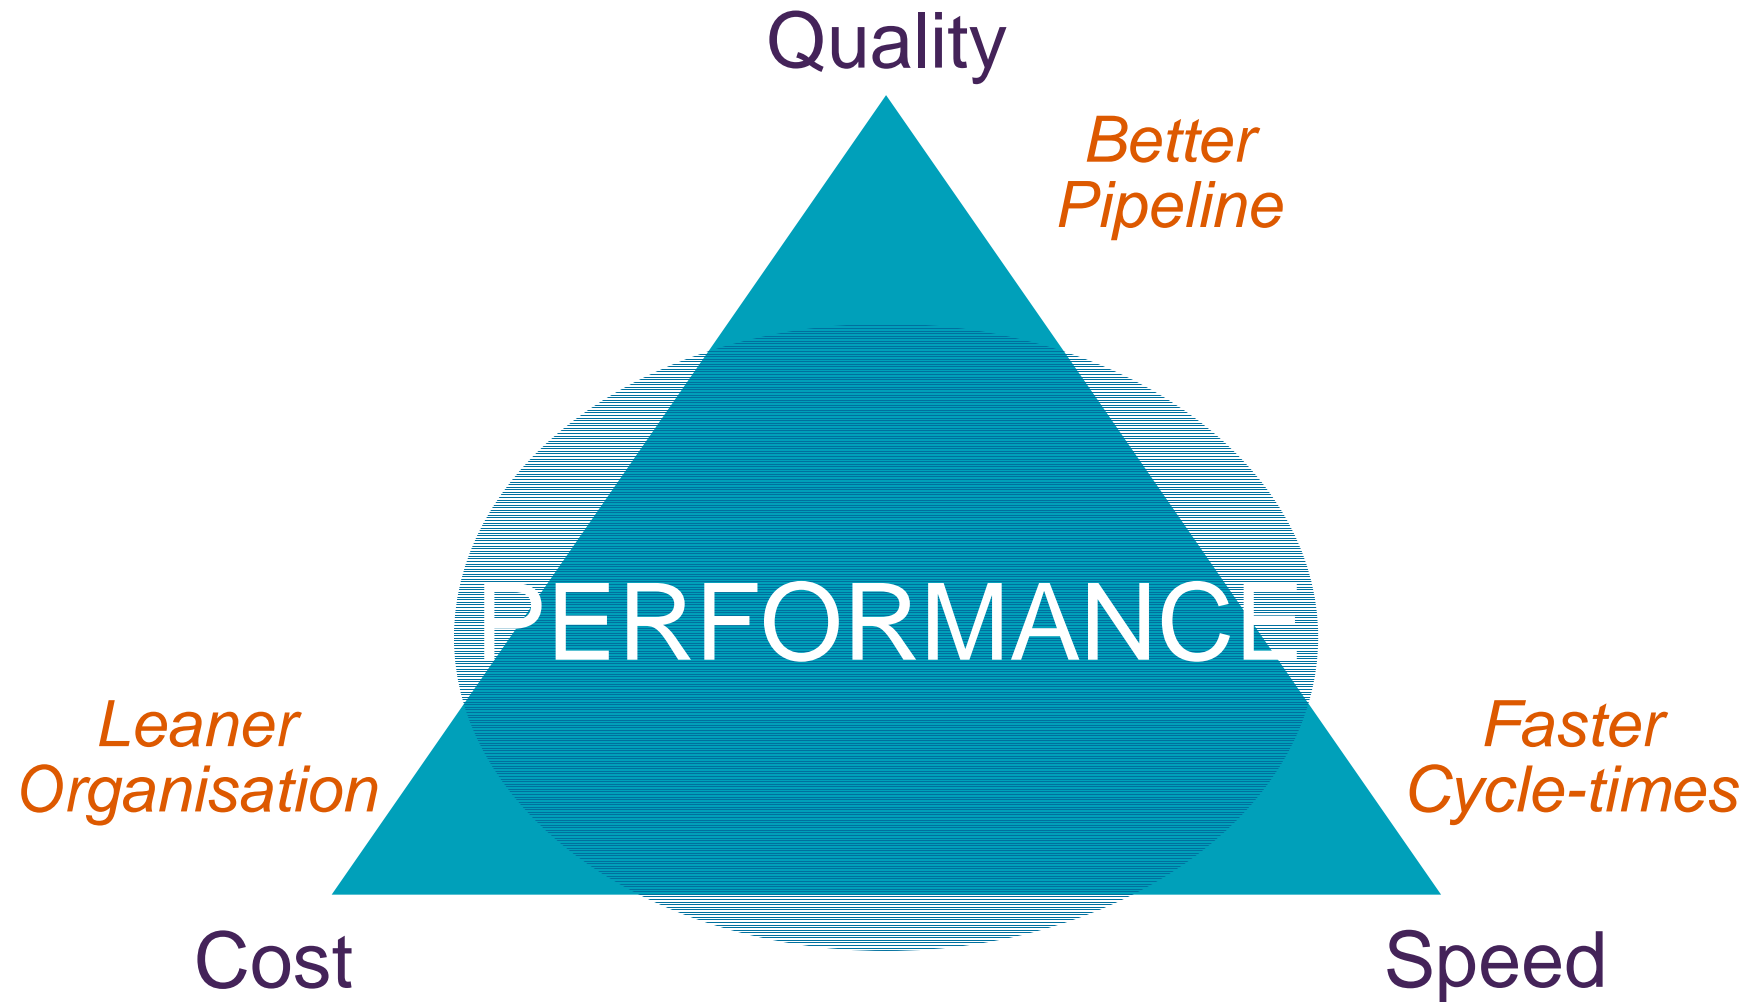 Quality
Better
Pipeline
PERFORMANCE
Leaner
Organisation
Faster
Cycle-times
Cost
Speed